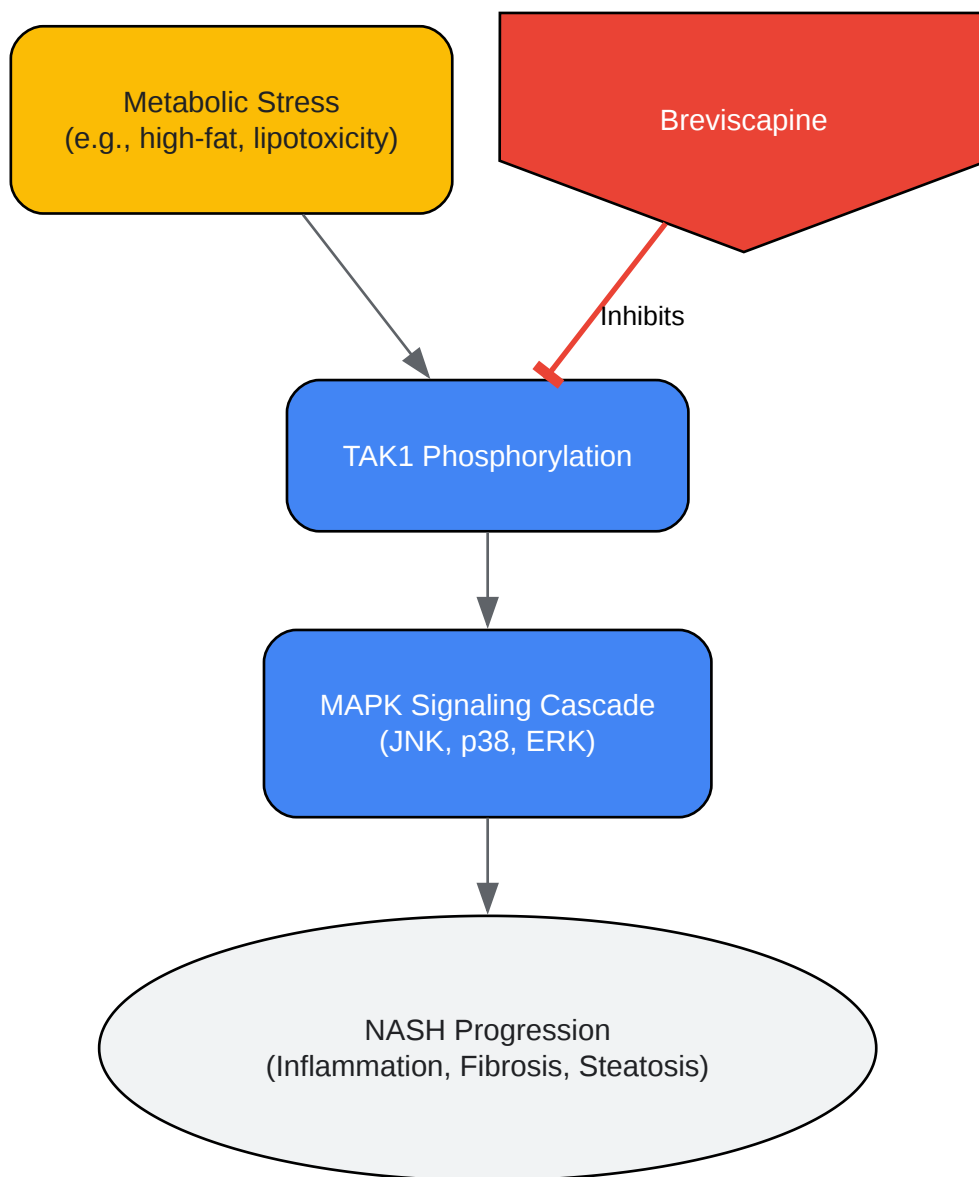 Metabolic Stress
(e.g., high-fat, lipotoxicity)
Breviscapine
Inhibits
TAK1 Phosphorylation
MAPK Signaling Cascade
(JNK, p38, ERK)
NASH Progression
(Inflammation, Fibrosis, Steatosis)